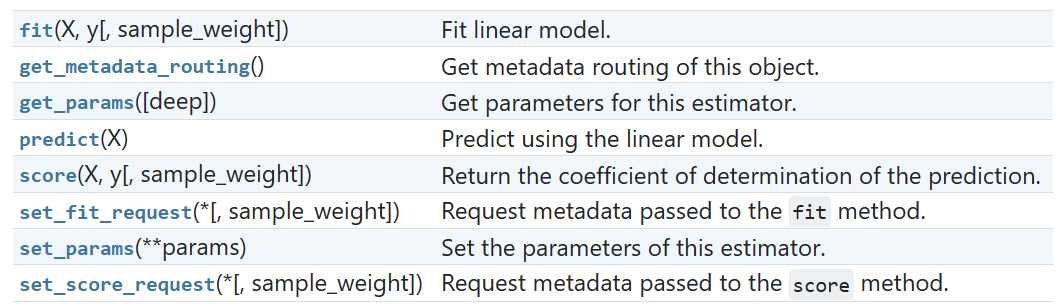 fit(X, y[, sample_weight]) Fit linear model.
get_metadata_routing() Get metadata routing of this object.
get_params([deep]) Get parameters for this estimator.
predict(X) Predict using the linear model.
score(X, y[, sample_weight]) Return the coefficient of determination of the prediction.
set_fit_request(*[, sample_weight]) Request metadata passed to the fit method.
set_params(**params) Set the parameters of this estimator.
set_score_request(*[, sample_weight]) Request metadata passed to the score method.